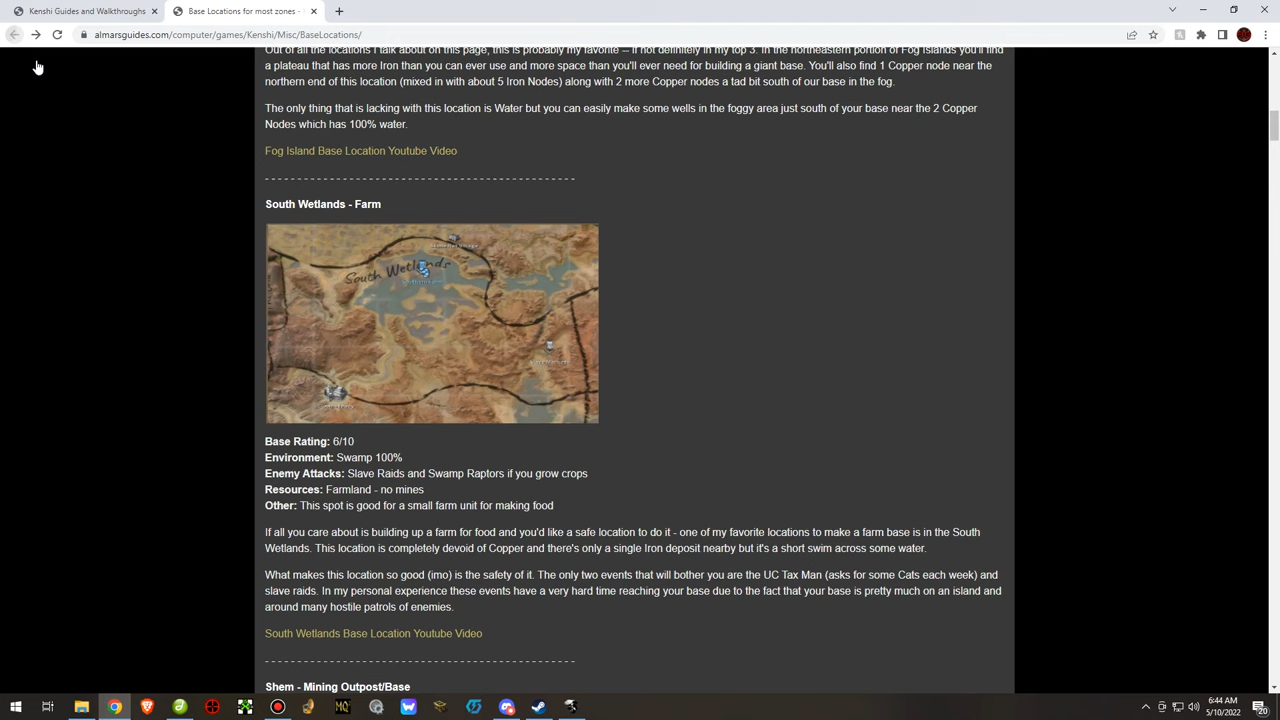 Kenshi Guides and Walkthroughs
Base Locations for most zones -
almarsguides.com/computer/games/Kenshi/Misc/BaseLocations/
Out of all the locations I talk about on this page, this is probably my favorite – if not definitely in my top 3. In the northeastern portion of Fog Islands you'll find
a plateau that has more Iron than you can ever use and more space than you'll ever need for building a giant base. You'll also find 1 Copper node near the
northern end of this location (mixed in with about 5 Iron Nodes) along with 2 more Copper nodes a tad bit south of our base in the fog.
The only thing that is lacking with this location is Water but you can easily make some wells in the foggy area just south of your base near the 2 Copper
Nodes which has 100% water.
Fog Island Base Location Youtube Video
- - - - - - - - - - - - - - - - - - - - - - - - - - - - - - - - - - - - - - - - - - - - - - - -
South Wetlands - Farm
South Wetlands
Base Rating: 6/10
Environment: Swamp 100%
Enemy Attacks: Slave Raids and Swamp Raptors if you grow crops
Resources: Farmland - no mines
Other: This spot is good for a small farm unit for making food
If all you care about is building up a farm for food and you'd like a safe location to do it - one of my favorite locations to make a farm base is in the South
Wetlands. This location is completely devoid of Copper and there's only a single Iron deposit nearby but it's a short swim across some water.
What makes this location so good (imo) is the safety of it. The only two events that will bother you are the UC Tax Man (asks for some Cats each week) and
slave raids. In my personal experience these events have a very hard time reaching your base due to the fact that your base is pretty much on an island and
around many hostile patrols of enemies.
South Wetlands Base Location Youtube Video
- - - - - - - - - - - - - - - - - - - - - - - - - - - - - - - - - - - - - - - - - - - - - - - -
Shem - Mining Outpost/Base
MQ
6:44 AM
5/10/2022
20